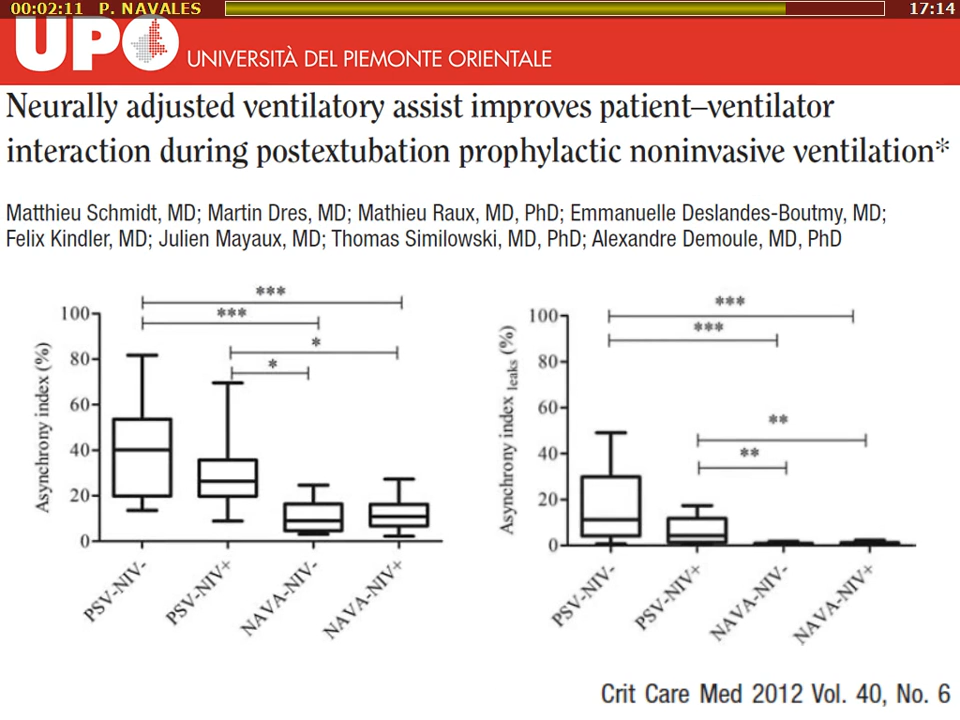 00:02:11 P. NAVALES 17:14
UPO UNIVERSITÀ DEL PIEMONTE ORIENTALE
Neurally adjusted ventilatory assist improves patient–ventilator
interaction during postextubation prophylactic noninvasive ventilation*
Matthieu Schmidt, MD; Martin Dres, MD; Mathieu Raux, MD, PhD; Emmanuelle Deslandes-Boutmy, MD;
Felix Kindler, MD; Julien Mayaux, MD; Thomas Similowski, MD, PhD; Alexandre Demoule, MD, PhD
Asynchrony index (%)
100
80
60
40
20
0
***
***
*
*
PSV-NIV-
PSV-NIV+
NAVA-NIV-
NAVA-NIV+
Asynchrony index leaks (%)
100
80
60
40
20
0
***
***
**
**
PSV-NIV-
PSV-NIV+
NAVA-NIV-
NAVA-NIV+
Crit Care Med 2012 Vol. 40, No. 6